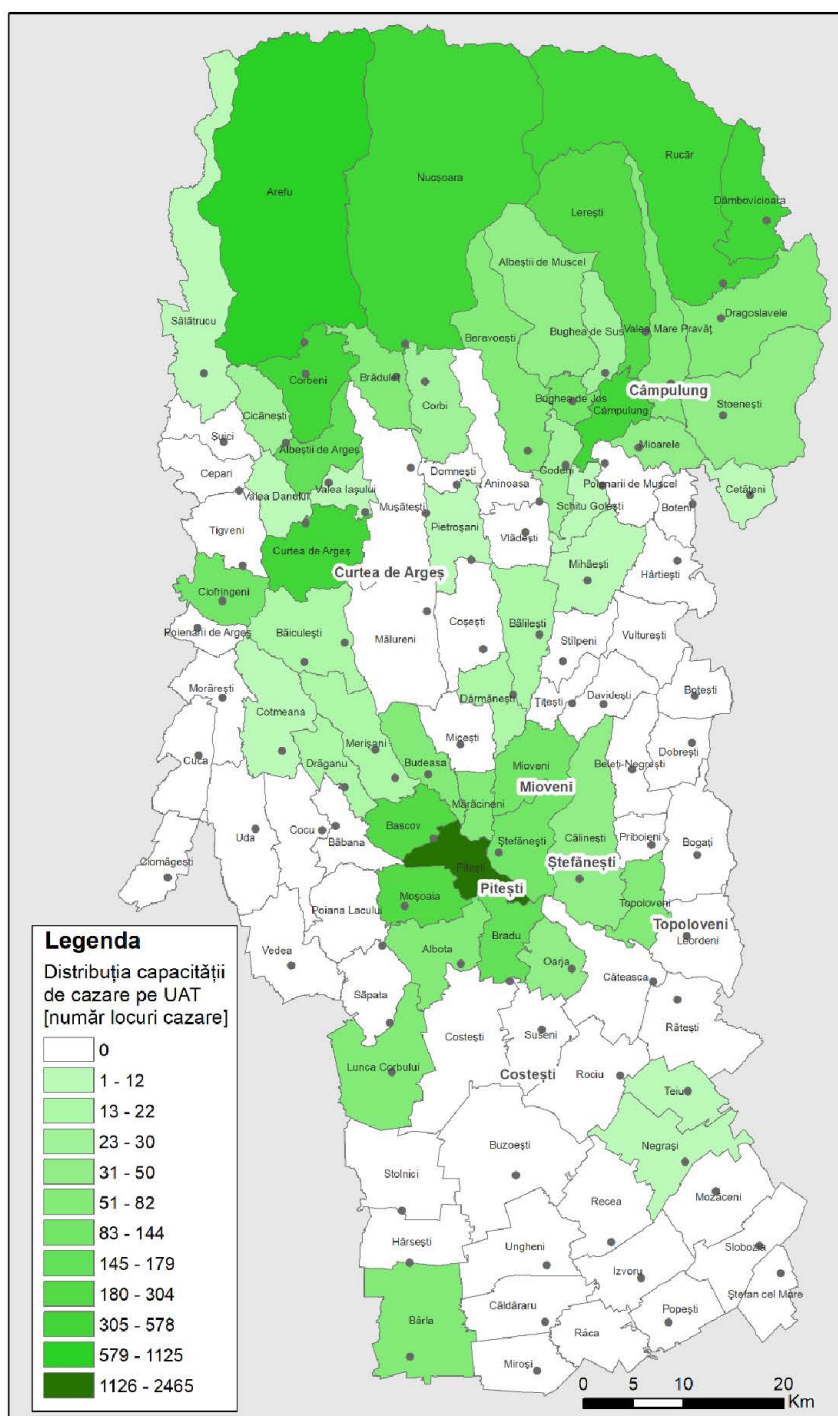 Arefu
Nucșoara
Rucăr
Dâmbovicioara
Lerești
Albeștii de Muscel
Sălătrucu
Berevoești
Bughea de Sus
Valea Mare Pravăț
Dragoslavele
Corbeni
Brăduleț
Corbi
Bughea de Jos
Câmpulung
Câmpulung
Stoenești
Cicănești
Șuici
Albeștii de Argeș
Mioarele
Cepari
Valea Danului
Valea Iașului
Domnești
Aninoasa
Godeni
Poienarii de Muscel
Cetățeni
Mușătești
Schitu Golești
Boteni
Tigveni
Pietroșani
Vlădești
Curtea de Argeș
Curtea de Argeș
Mihăești
Hârtiești
Ciofringeni
Poienarii de Argeș
Băiculești
Mălureni
Coșești
Bălilești
Stîlpeni
Vulturești
Morărești
Dârmănești
Țițești
Davidești
Botești
Cotmeana
Micești
Cuca
Merișani
Budeasa
Mioveni
Mioveni
Beleți-Negrești
Dobrești
Drăganu
Mărăcineni
Uda
Cocu
Băbana
Bascov
Ștefănești
Călinești
Priboieni
Bogați
Ciomăgești
Pitești
Pitești
Ștefănești
Moșoaia
Topoloveni
Topoloveni
Leordeni
Poiana Lacului
Bradu
Vedea
Albota
Oarja
Căteasca
Săpata
Rătești
Costești
Suseni
Lunca Corbului
Costești
Rociu
Teiu
Buzoești
Negrași
Stolnici
Recea
Mozăceni
Hârsești
Ungheni
Slobozia
Izvoru
Ștefan cel Mare
Bârla
Căldăraru
Popești
Râca
Miroși
Legenda
Distribuția capacității
de cazare pe UAT
[număr locuri cazare]
0
1 - 12
13 - 22
23 - 30
31 - 50
51 - 82
83 - 144
145 - 179
180 - 304
305 - 578
579 - 1125
1126 - 2465
0 5 10 20
Km